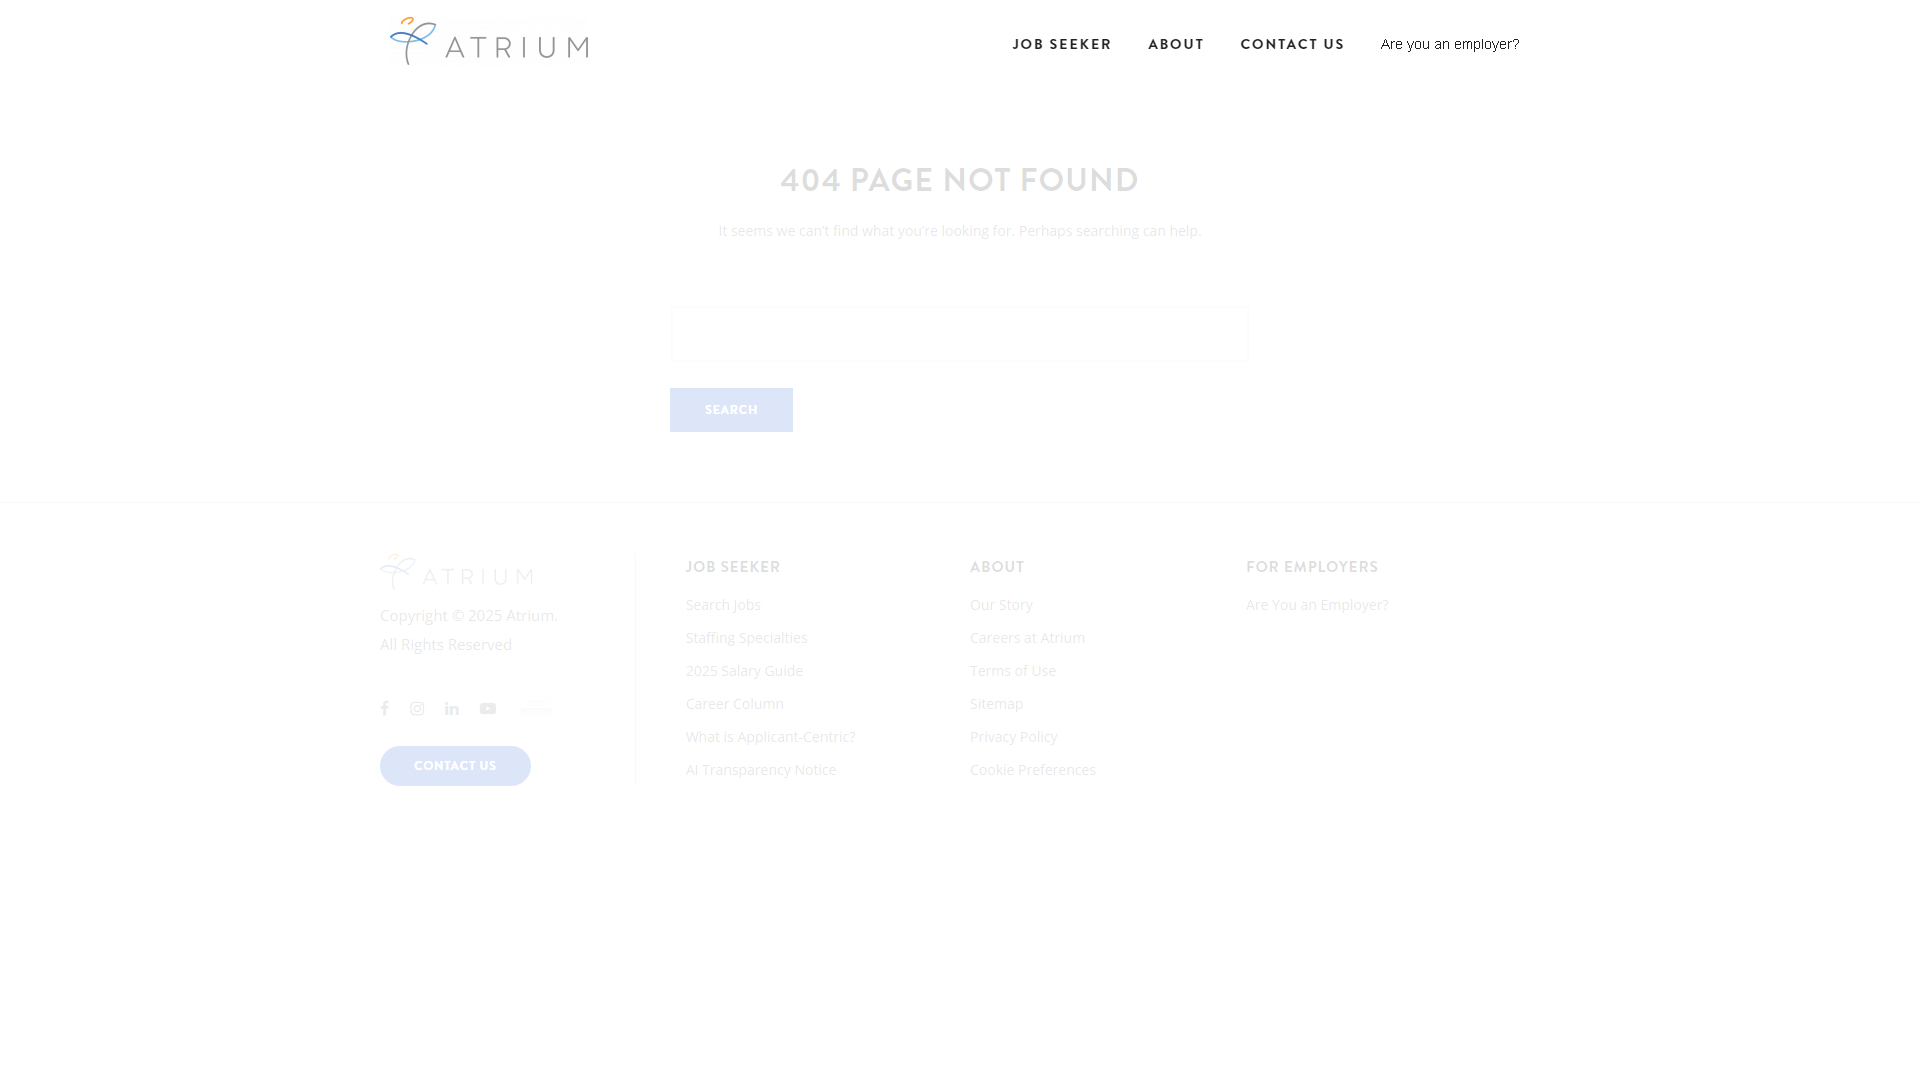 ATRIUM
JOB SEEKER
ABOUT
CONTACT US
Are you an employer?
404 PAGE NOT FOUND
It seems we can't find what you're looking for. Perhaps searching can help.
SEARCH
ATRIUM
Copyright © 2025 Atrium.
All Rights Reserved
CONTACT US
JOB SEEKER
Search Jobs
Staffing Specialties
2025 Salary Guide
Career Column
What is Applicant-Centric?
AI Transparency Notice
ABOUT
Our Story
Careers at Atrium
Terms of Use
Sitemap
Privacy Policy
Cookie Preferences
FOR EMPLOYERS
Are You an Employer?